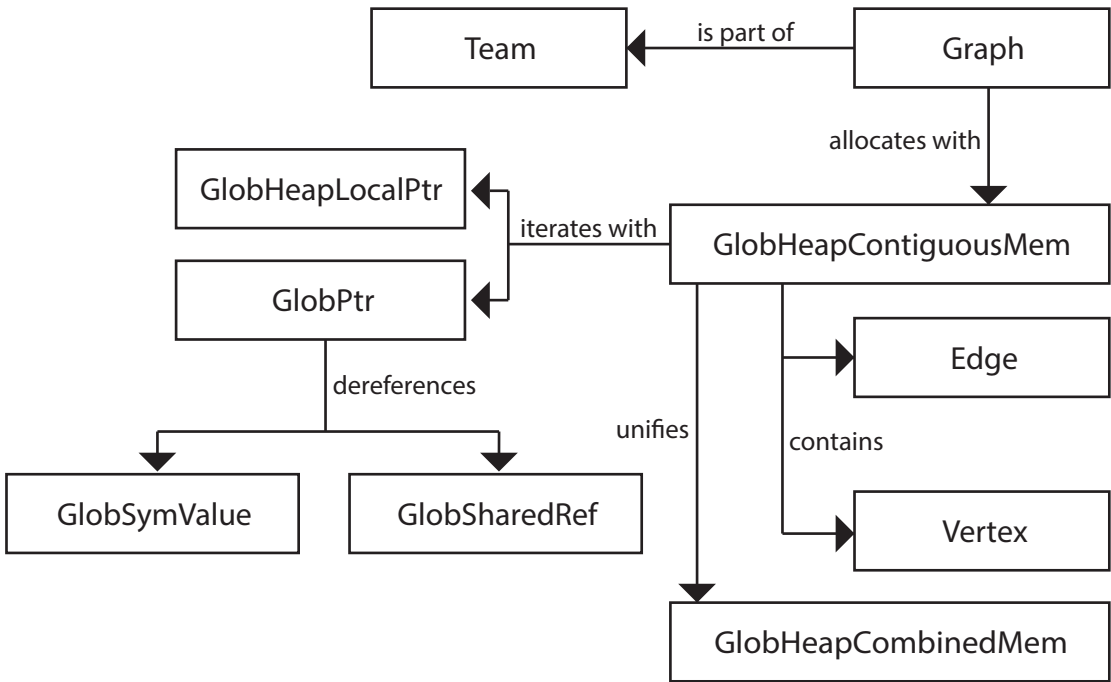 Team
is part of
Graph
allocates with
GlobHeapLocalPtr
iterates with
GlobHeapContiguousMem
GlobPtr
Edge
dereferences
unifies
contains
GlobSymValue
GlobSharedRef
Vertex
GlobHeapCombinedMem